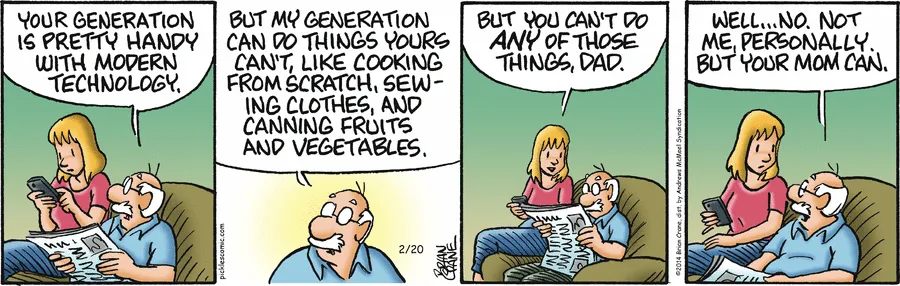 YOUR GENERATION
IS PRETTY HANDY
WITH MODERN
TECHNOLOGY.
BUT MY GENERATION
CAN DO THINGS YOURS
CAN'T, LIKE COOKING
FROM SCRATCH, SEW-
ING CLOTHES, AND
CANNING FRUITS
AND VEGETABLES.
BUT YOU CAN'T DO
ANY OF THOSE
THINGS, DAD.
WELL...NO. NOT
ME, PERSONALLY.
BUT YOUR MOM CAN.
picklescomic.com
2/20
BRIAN
CRANE
©2014 Brian Crane, dist. by Andrews McMeel Syndication